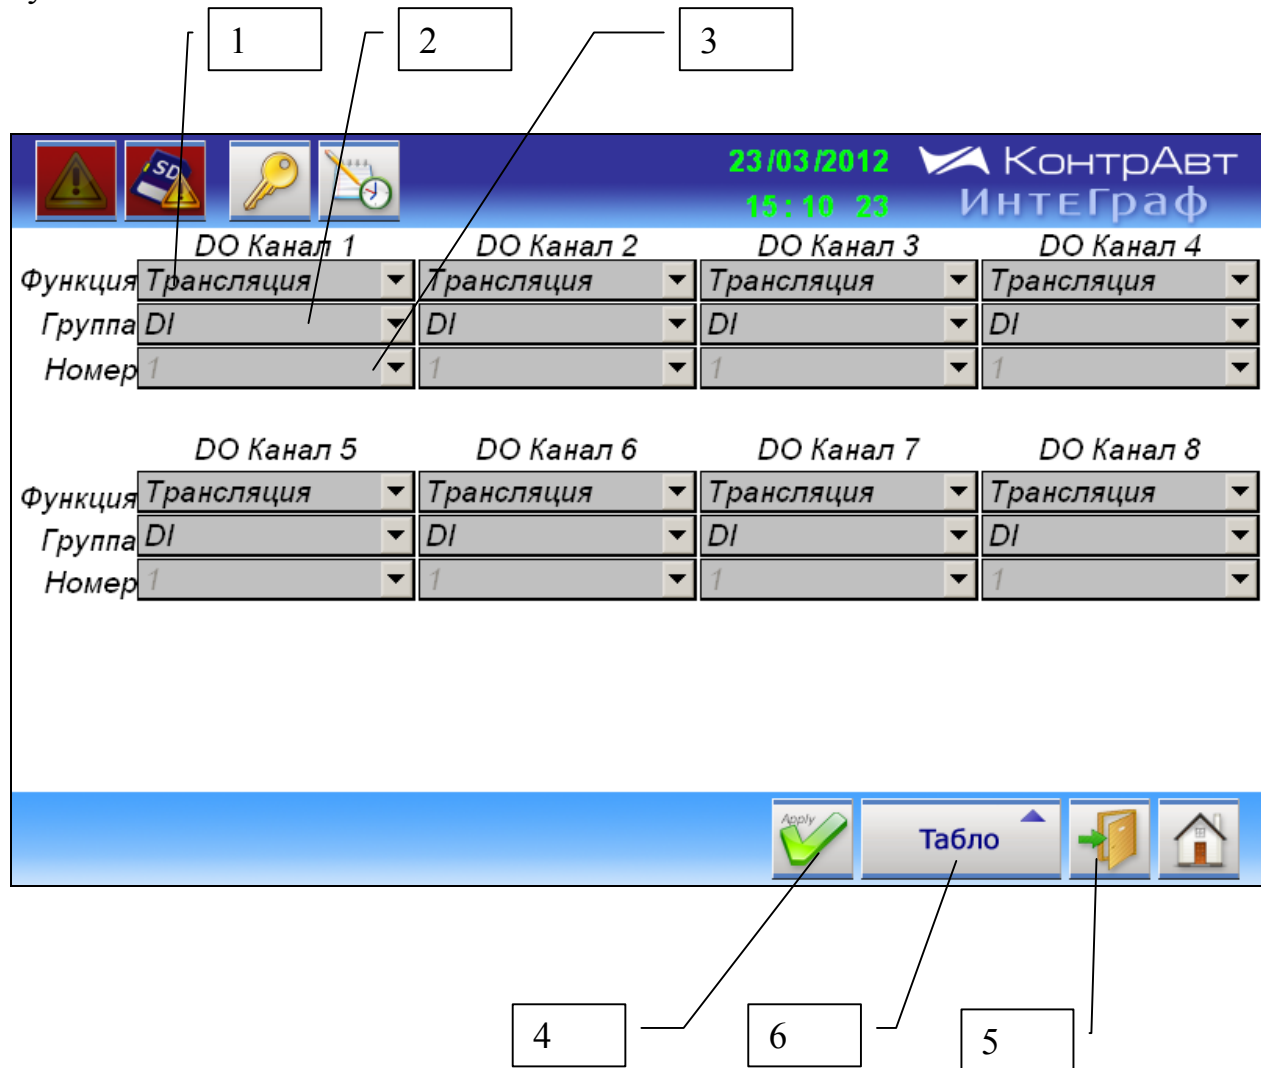 1 2 3
SD 23/03/2012 КонтрАвт
15:10 23 ИнтеГраф
DO Канал 1 DO Канал 2 DO Канал 3 DO Канал 4
Функция Трансляция Трансляция Трансляция Трансляция
Группа DI DI DI DI
Номер 1 1 1 1
DO Канал 5 DO Канал 6 DO Канал 7 DO Канал 8
Функция Трансляция Трансляция Трансляция Трансляция
Группа DI DI DI DI
Номер 1 1 1 1
Apply Табло
4 6 5